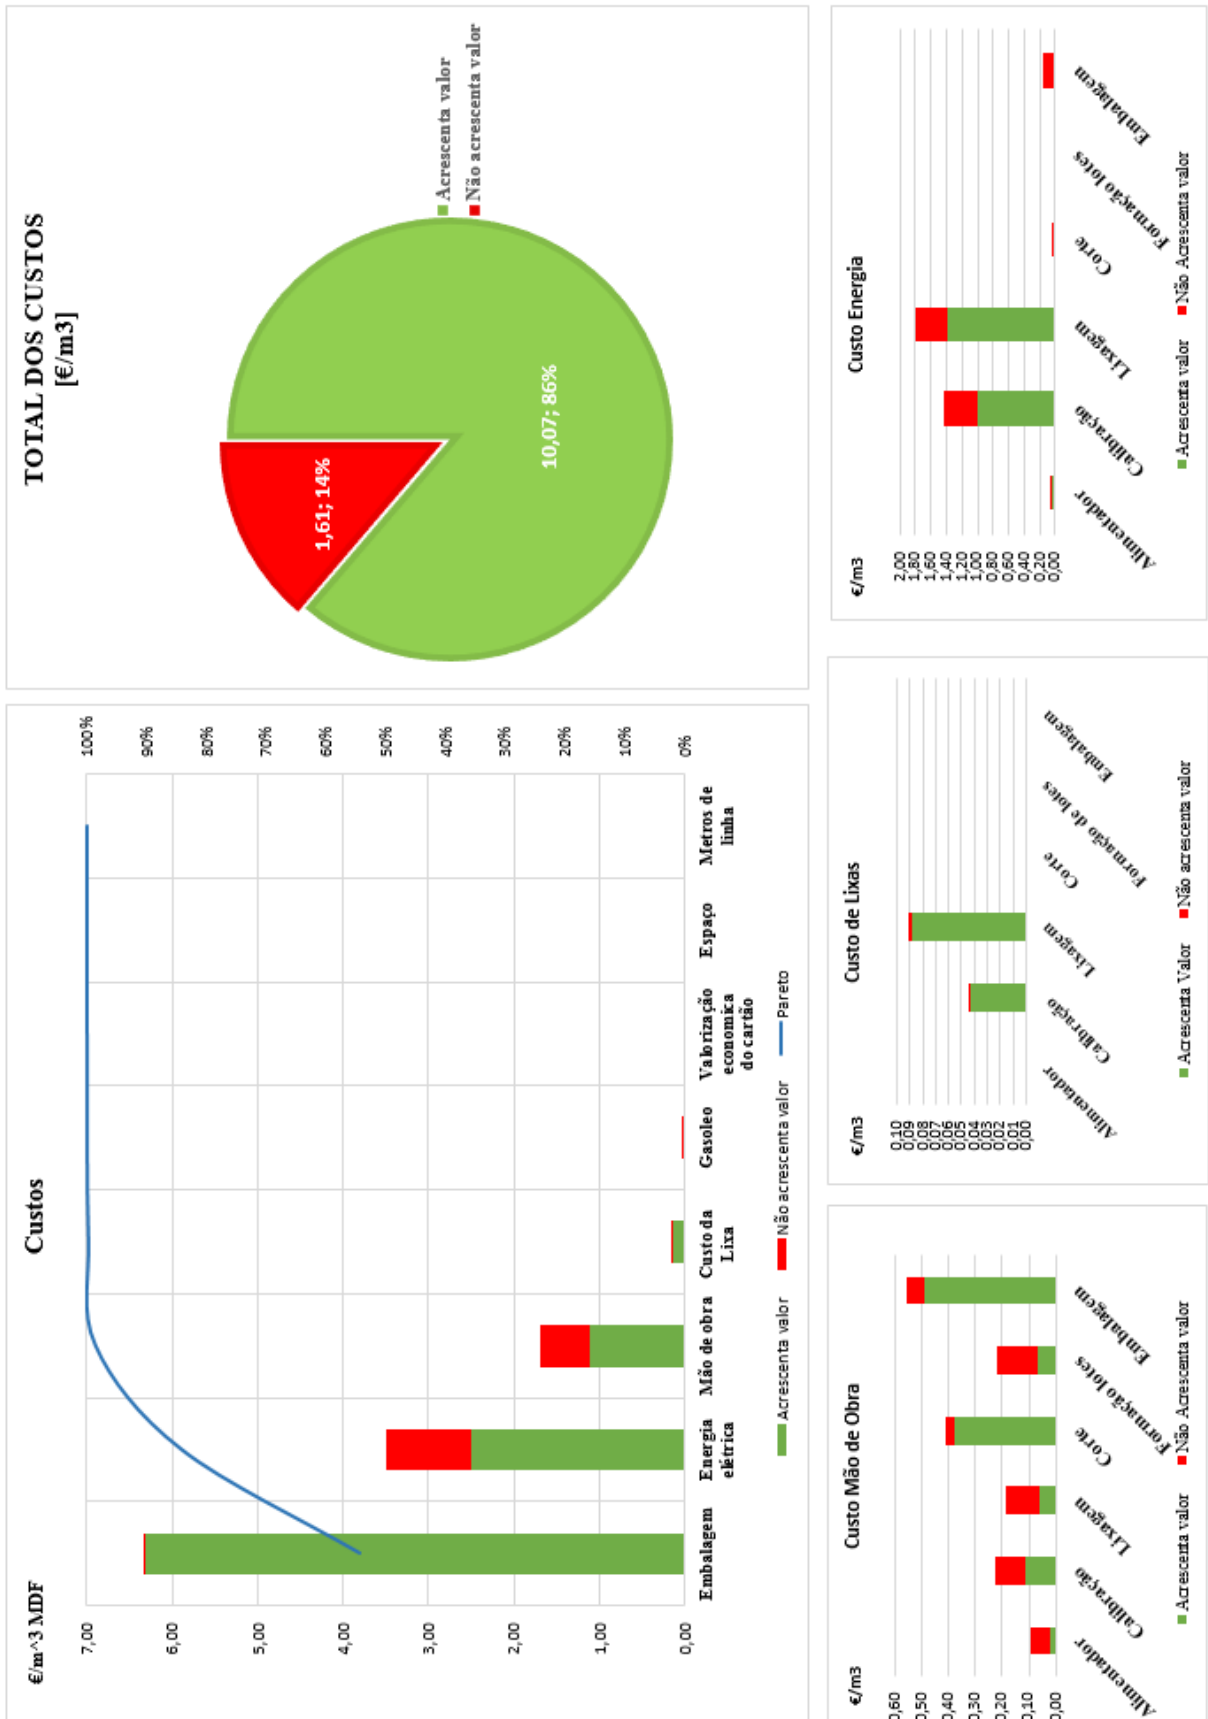 Custos
€/m^3 MDF
7,00
6,00
5,00
4,00
3,00
2,00
1,00
0,00
100%
90%
80%
70%
60%
50%
40%
30%
20%
10%
0%
Embalagem
Energia
elétrica
Mão de obra
Custo da
Lixa
Gasoleo
Valorização
economica
do cartão
Espaço
Metros de
linha
Acrescenta valor
Não acrescenta valor
Pareto
TOTAL DOS CUSTOS
[€/m3]
1,61; 14%
10,07; 86%
Acrescenta valor
Não acrescenta valor
Custo Mão de Obra
€/m3
0,60
0,50
0,40
0,30
0,20
0,10
0,00
Alimentador
Calibração
Lixagem
Corte
Formação lotes
Embalagem
Acrescenta valor
Não Acrescenta valor
Custo de Lixas
€/m3
0,10
0,09
0,08
0,07
0,06
0,05
0,04
0,03
0,02
0,01
0,00
Alimentador
Calibração
Lixagem
Corte
Formação de lotes
Embalagem
Acrescenta Valor
Não acrescenta valor
Custo Energia
€/m3
2,00
1,80
1,60
1,40
1,20
1,00
0,80
0,60
0,40
0,20
0,00
Alimentador
Calibração
Lixagem
Corte
Formação lotes
Embalagem
Acrescenta valor
Não Acrescenta valor